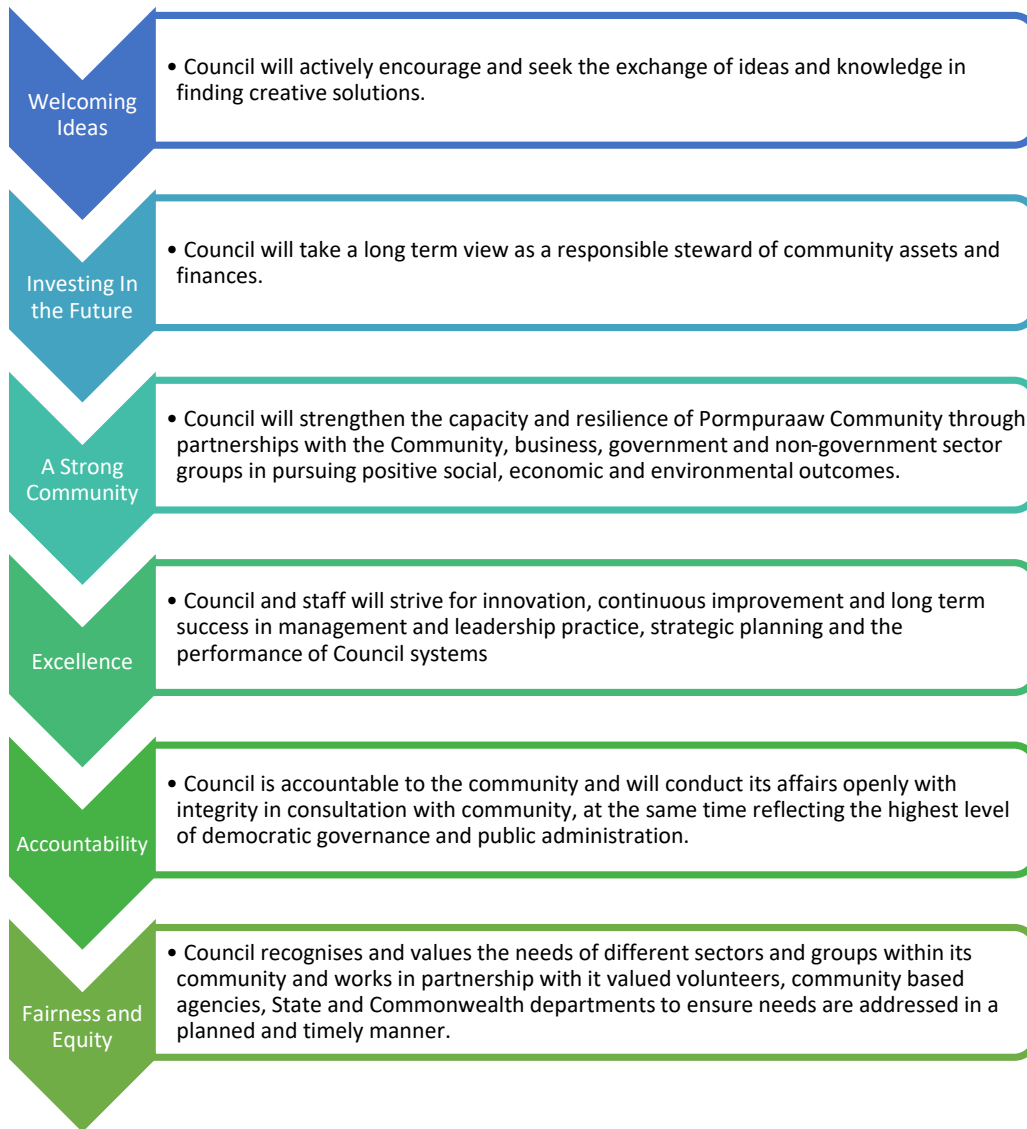 Welcoming
Ideas
• Council will actively encourage and seek the exchange of ideas and knowledge in
finding creative solutions.
Investing In
the Future
• Council will take a long term view as a responsible steward of community assets and
finances.
A Strong
Community
• Council will strengthen the capacity and resilience of Pormpuraaw Community through
partnerships with the Community, business, government and non-government sector
groups in pursuing positive social, economic and environmental outcomes.
Excellence
• Council and staff will strive for innovation, continuous improvement and long term
success in management and leadership practice, strategic planning and the
performance of Council systems
Accountability
• Council is accountable to the community and will conduct its affairs openly with
integrity in consultation with community, at the same time reflecting the highest level
of democratic governance and public administration.
Fairness and
Equity
• Council recognises and values the needs of different sectors and groups within its
community and works in partnership with it valued volunteers, community based
agencies, State and Commonwealth departments to ensure needs are addressed in a
planned and timely manner.